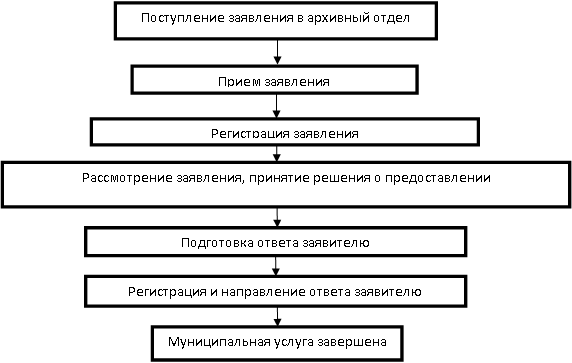 Поступление заявления в архивный отдел
Прием заявления
Регистрация заявления
Рассмотрение заявления, принятие решения о предоставлении
Подготовка ответа заявителю
Регистрация и направление ответа заявителю
Муниципальная услуга завершена